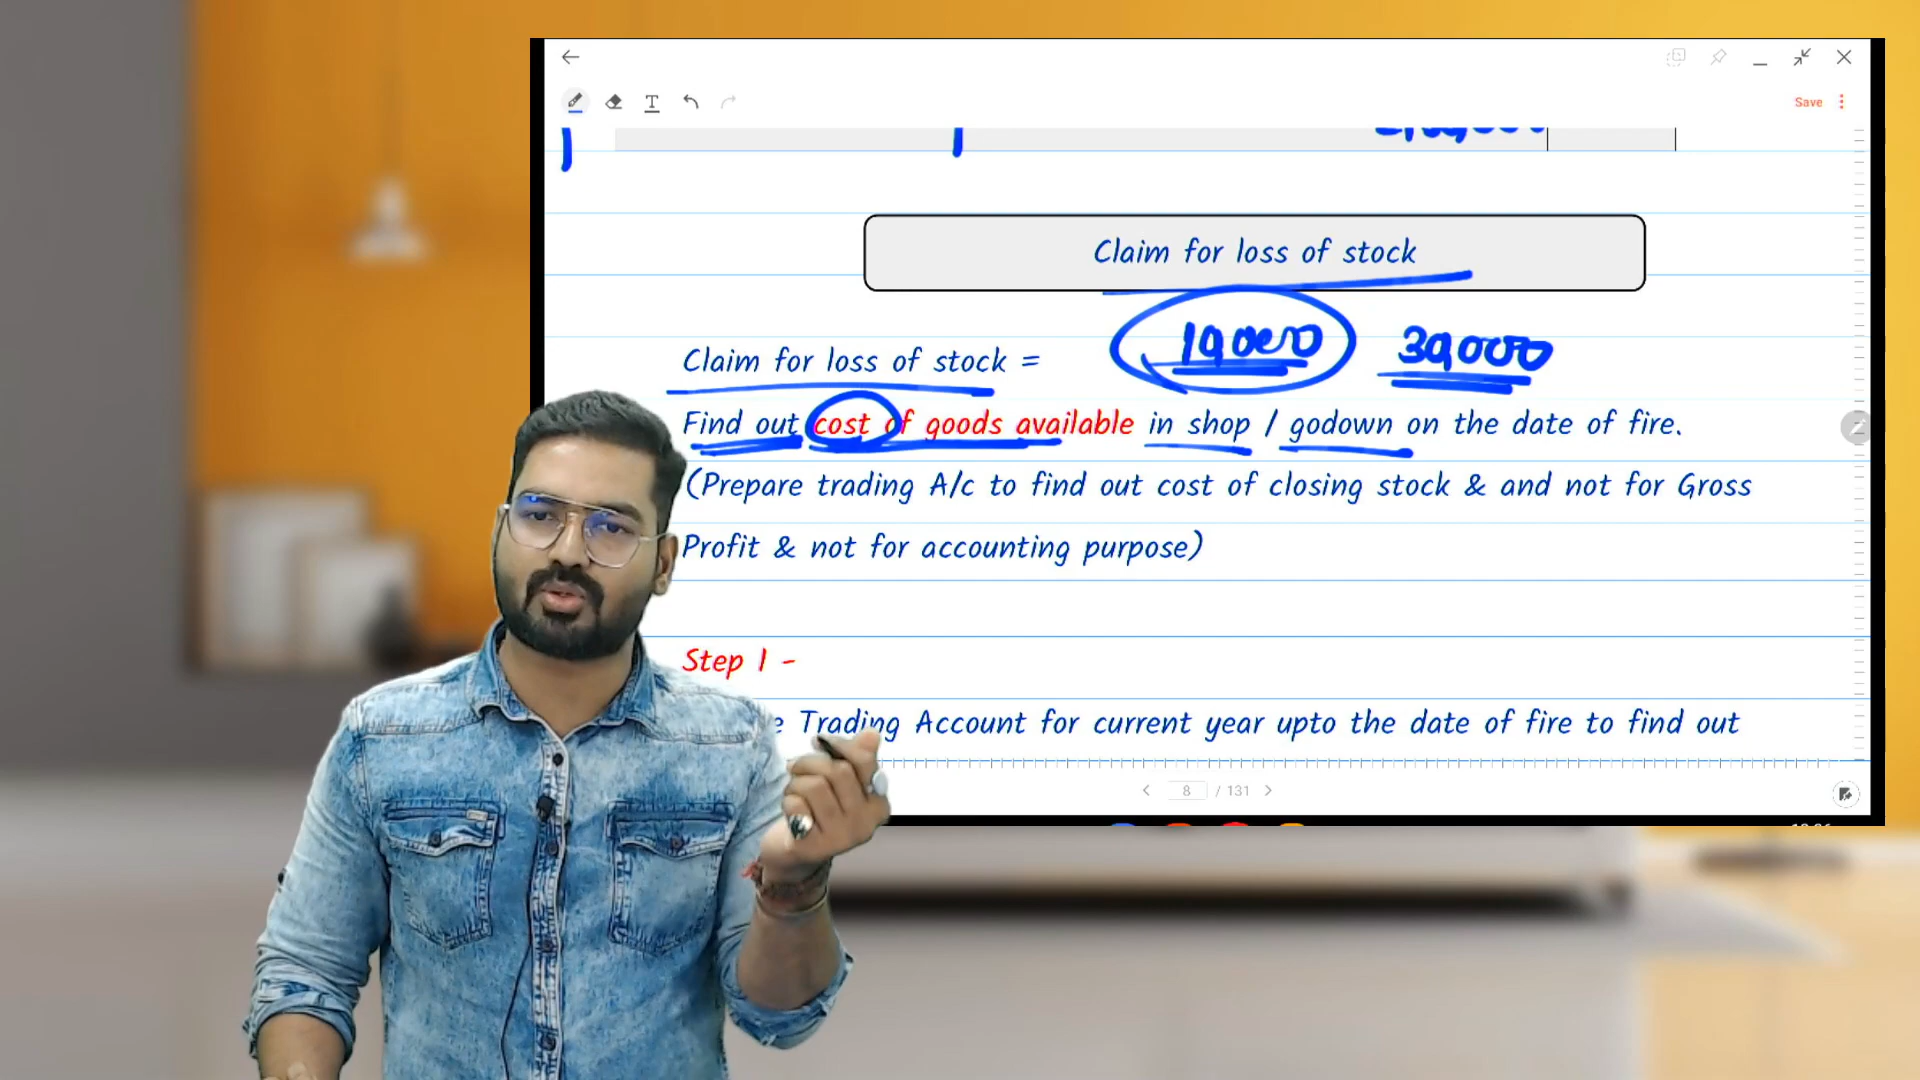 Save
Claim for loss of stock
Claim for loss of stock =
Find out cost of goods available in shop / godown on the date of fire.
(Prepare trading A/c to find out cost of closing stock & and not for Gross
Profit & not for accounting purpose)
Step 1 -
Trading Account for current year upto the date of fire to find out
8 / 131